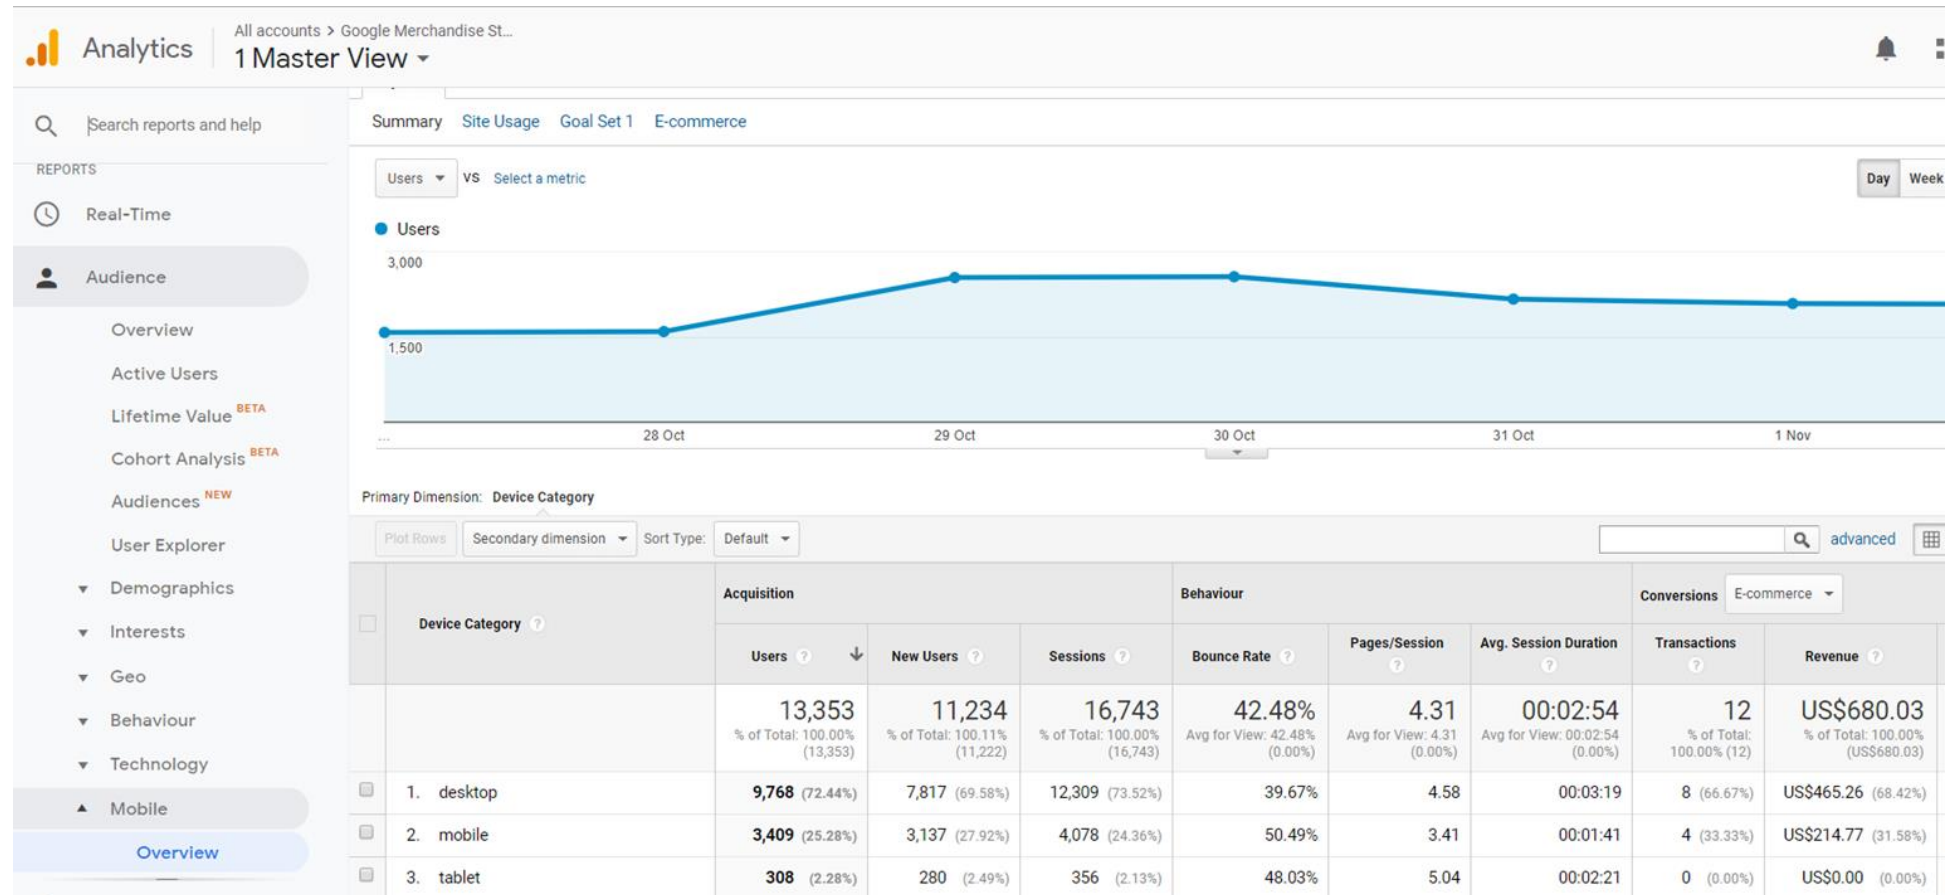 Analytics
All accounts > Google Merchandise St...
1 Master View
Search reports and help
REPORTS
Real-Time
Audience
Overview
Active Users
Lifetime Value BETA
Cohort Analysis BETA
Audiences NEW
User Explorer
Demographics
Interests
Geo
Behaviour
Technology
Mobile
Overview
Summary Site Usage Goal Set 1 E-commerce
Users VS Select a metric
Day Week
Users
3,000
1,500
... 28 Oct 29 Oct 30 Oct 31 Oct 1 Nov
Primary Dimension: Device Category
Plot Rows Secondary dimension Sort Type: Default advanced
Device Category ? Acquisition Behaviour Conversions E-commerce
Users ? New Users ? Sessions ? Bounce Rate ? Pages/Session ? Avg. Session Duration ? Transactions ? Revenue ?
13,353 11,234 16,743 42.48% 4.31 00:02:54 12 US$680.03
% of Total: 100.00% % of Total: 100.11% % of Total: 100.00% Avg for View: 42.48% Avg for View: 4.31 Avg for View: 00:02:54 % of Total: % of Total: 100.00%
(13,353) (11,222) (16,743) (0.00%) (0.00%) (0.00%) 100.00% (12) (US$680.03)
1. desktop 9,768 (72.44%) 7,817 (69.58%) 12,309 (73.52%) 39.67% 4.58 00:03:19 8 (66.67%) US$465.26 (68.42%)
2. mobile 3,409 (25.28%) 3,137 (27.92%) 4,078 (24.36%) 50.49% 3.41 00:01:41 4 (33.33%) US$214.77 (31.58%)
3. tablet 308 (2.28%) 280 (2.49%) 356 (2.13%) 48.03% 5.04 00:02:21 0 (0.00%) US$0.00 (0.00%)